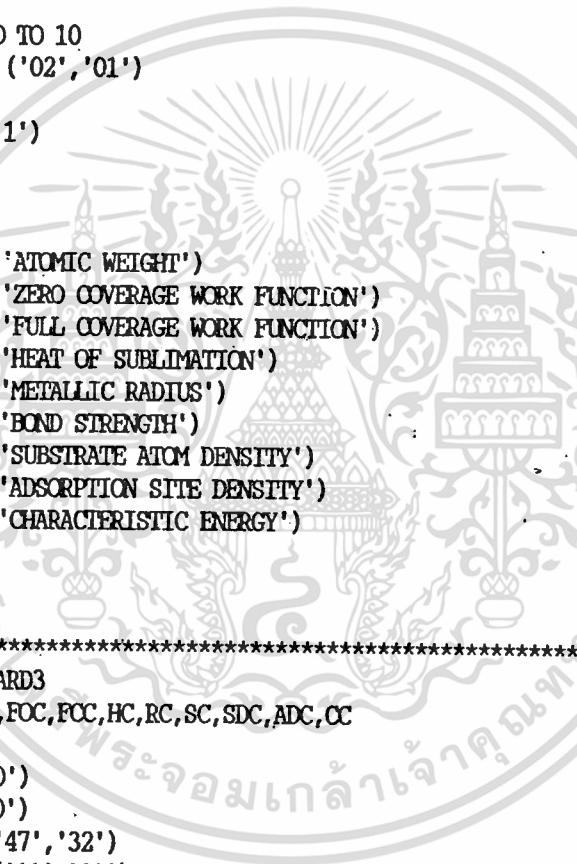 O TO 10
('02','01')
1')
'ATOMIC WEIGHT')
'ZERO COVERAGE WORK FUNCTION')
'FULL COVERAGE WORK FUNCTION')
'HEAT OF SUBLIMATION')
'METALLIC RADIUS')
'BOND STRENGTH')
'SUBSTRATE ATOM DENSITY')
'ADSORPTION SITE DENSITY')
'CHARACTERISTIC ENERGY')
*********************************************************
ARD3
,FOC,FCC,HC,RC,SC,SDC,ADC,CC
)')
)')
'47','32')